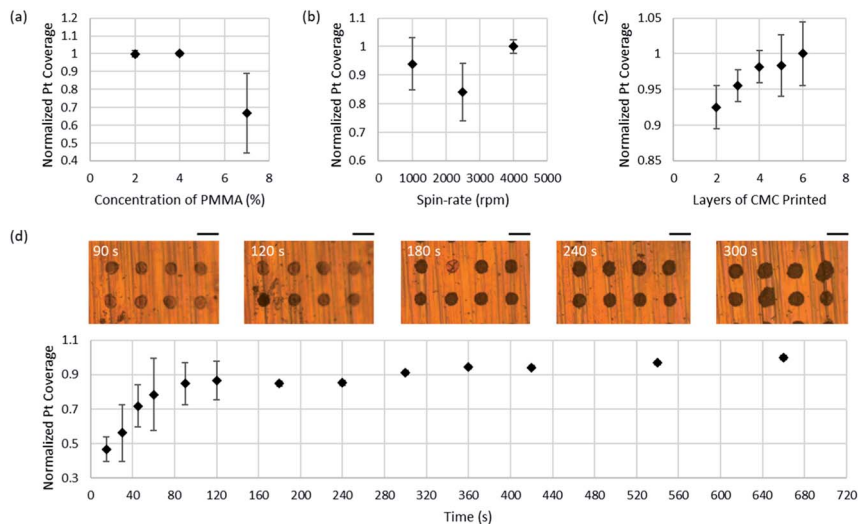 (a)
Normalized Pt Coverage
1.2
1.1
1
0.9
0.8
0.7
0.6
0.5
0.4
0 2 4 6 8
Concentration of PMMA (%)
(b)
Normalized Pt Coverage
1.1
1
0.9
0.8
0.7
0.6
0 1000 2000 3000 4000 5000
Spin-rate (rpm)
(c)
Normalized Pt Coverage
1.05
1
0.95
0.9
0.85
0 2 4 6 8
Layers of CMC Printed
(d)
90 s 120 s 180 s 240 s 300 s
Normalized Pt Coverage
1.1
0.9
0.7
0.5
0.3
0 40 80 120 160 200 240 280 320 360 400 440 480 520 560 600 640 680 720
Time (s)